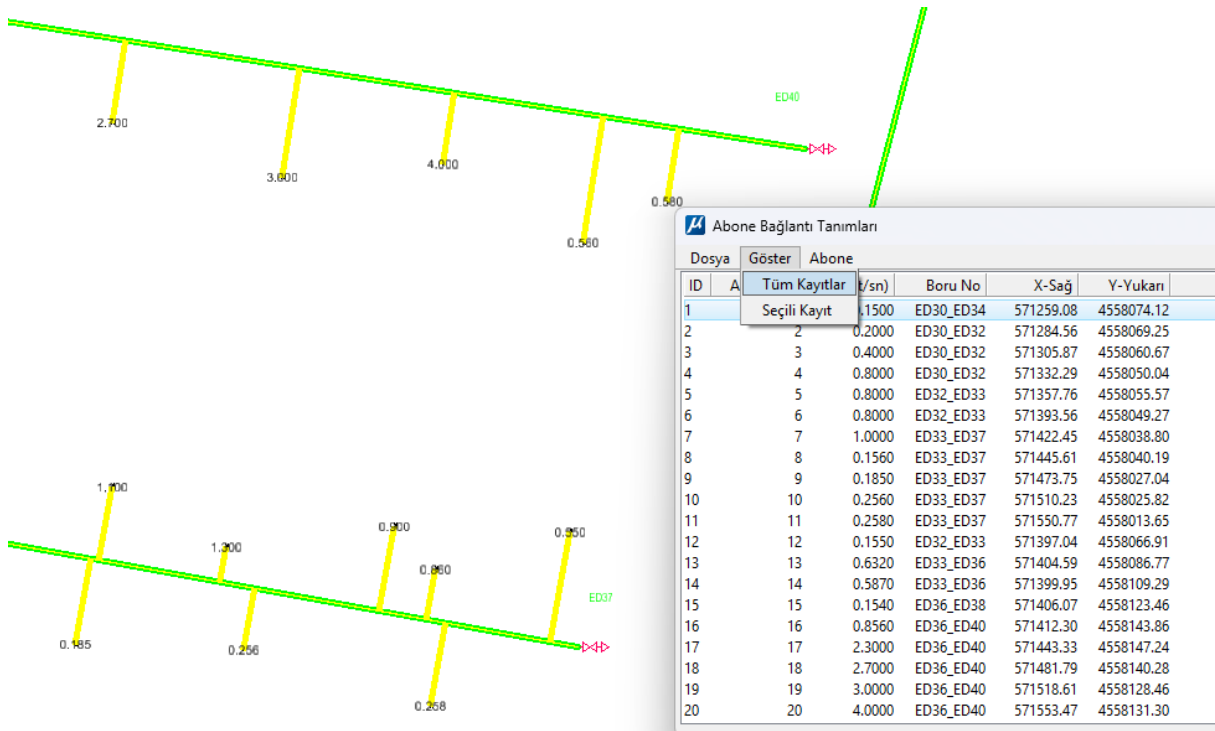 ED40
2.700
3.000
4.000
0.580
0.560
Abone Bağlantı Tanımları
Dosya Göster Abone
ID A t/sn) Boru No X-Sağ Y-Yukarı
Tüm Kayıtlar
Seçili Kayıt
1 .1500 ED30_ED34 571259.08 4558074.12
2 2 0.2000 ED30_ED32 571284.56 4558069.25
3 3 0.4000 ED30_ED32 571305.87 4558060.67
4 4 0.8000 ED30_ED32 571332.29 4558050.04
5 5 0.8000 ED32_ED33 571357.76 4558055.57
6 6 0.8000 ED32_ED33 571393.56 4558049.27
7 7 1.0000 ED33_ED37 571422.45 4558038.80
8 8 0.1560 ED33_ED37 571445.61 4558040.19
9 9 0.1850 ED33_ED37 571473.75 4558027.04
10 10 0.2560 ED33_ED37 571510.23 4558025.82
11 11 0.2580 ED33_ED37 571550.77 4558013.65
12 12 0.1550 ED32_ED33 571397.04 4558066.91
13 13 0.6320 ED33_ED36 571404.59 4558086.77
14 14 0.5870 ED33_ED36 571399.95 4558109.29
15 15 0.1540 ED36_ED38 571406.07 4558123.46
16 16 0.8560 ED36_ED40 571412.30 4558143.86
17 17 2.3000 ED36_ED40 571443.33 4558147.24
18 18 2.7000 ED36_ED40 571481.79 4558140.28
19 19 3.0000 ED36_ED40 571518.61 4558128.46
20 20 4.0000 ED36_ED40 571553.47 4558131.30
1.100
1.300
0.900
0.550
ED37
0.185
0.256
0.258